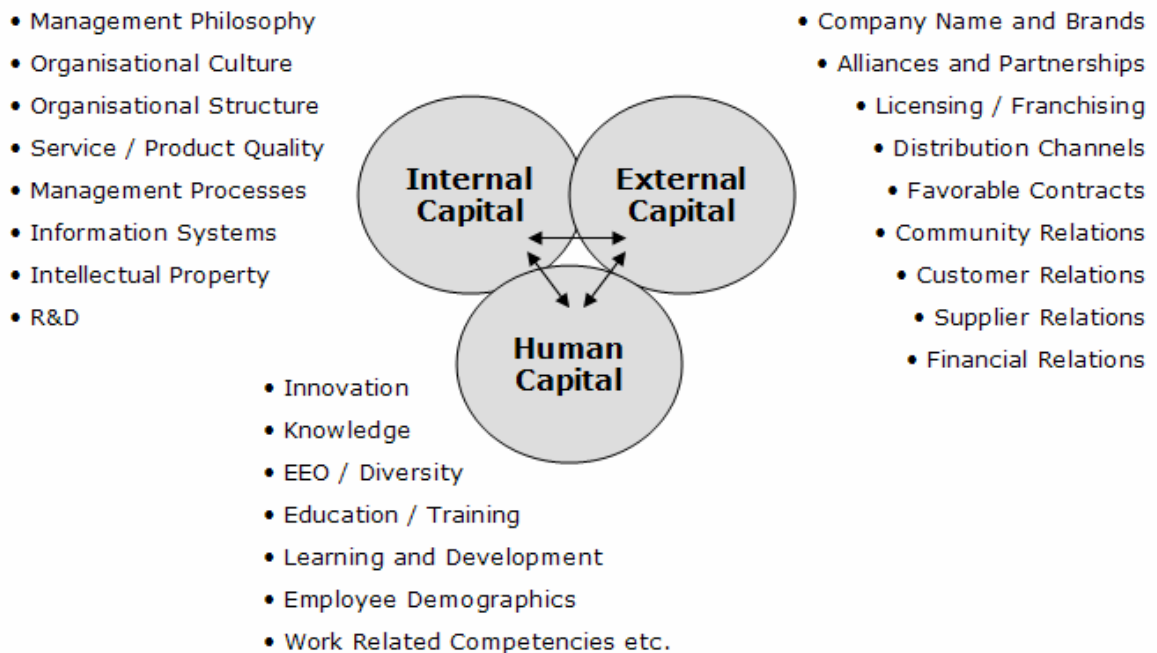 • Management Philosophy
• Organisational Culture
• Organisational Structure
• Service / Product Quality
• Management Processes
• Information Systems
• Intellectual Property
• R&D
• Company Name and Brands
• Alliances and Partnerships
• Licensing / Franchising
• Distribution Channels
• Favorable Contracts
• Community Relations
• Customer Relations
• Supplier Relations
• Financial Relations
Internal
Capital
External
Capital
Human
Capital
• Innovation
• Knowledge
• EEO / Diversity
• Education / Training
• Learning and Development
• Employee Demographics
• Work Related Competencies etc.